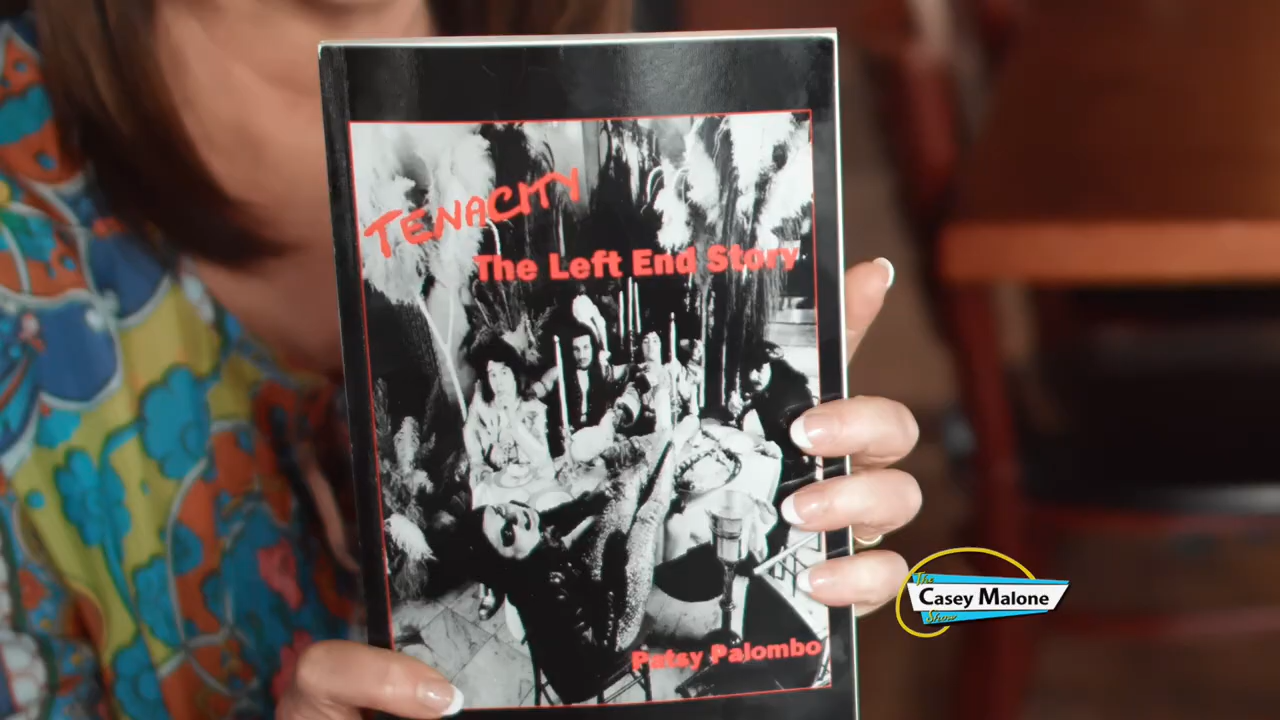 TENACITY
The Left End Story
Patsy Palombo
The
Casey Malone
Show